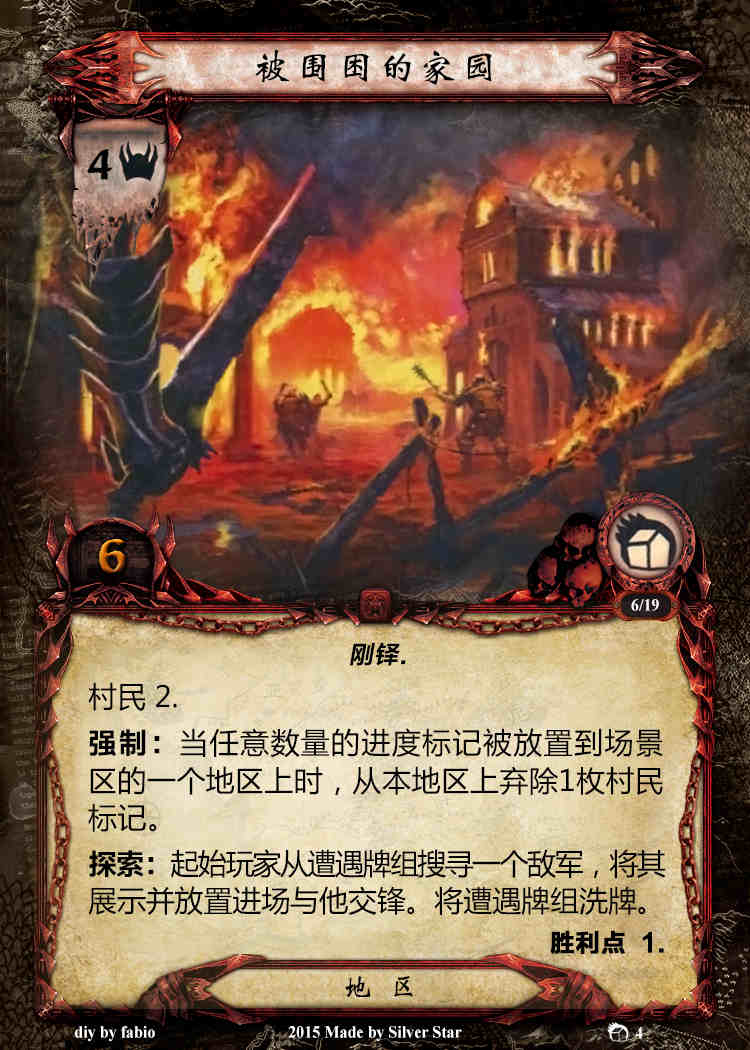 被围困的家园
4
6
6/19
刚铎.
村民 2.
强制：当任意数量的进度标记被放置到场景
区的一个地区上时，从本地区上弃除1枚村民
标记。
探索：起始玩家从遭遇牌组搜寻一个敌军，将其
展示并放置进场与他交锋。将遭遇牌组洗牌。
胜利点 1.
地区
diy by fabio 2015 Made by Silver Star 4